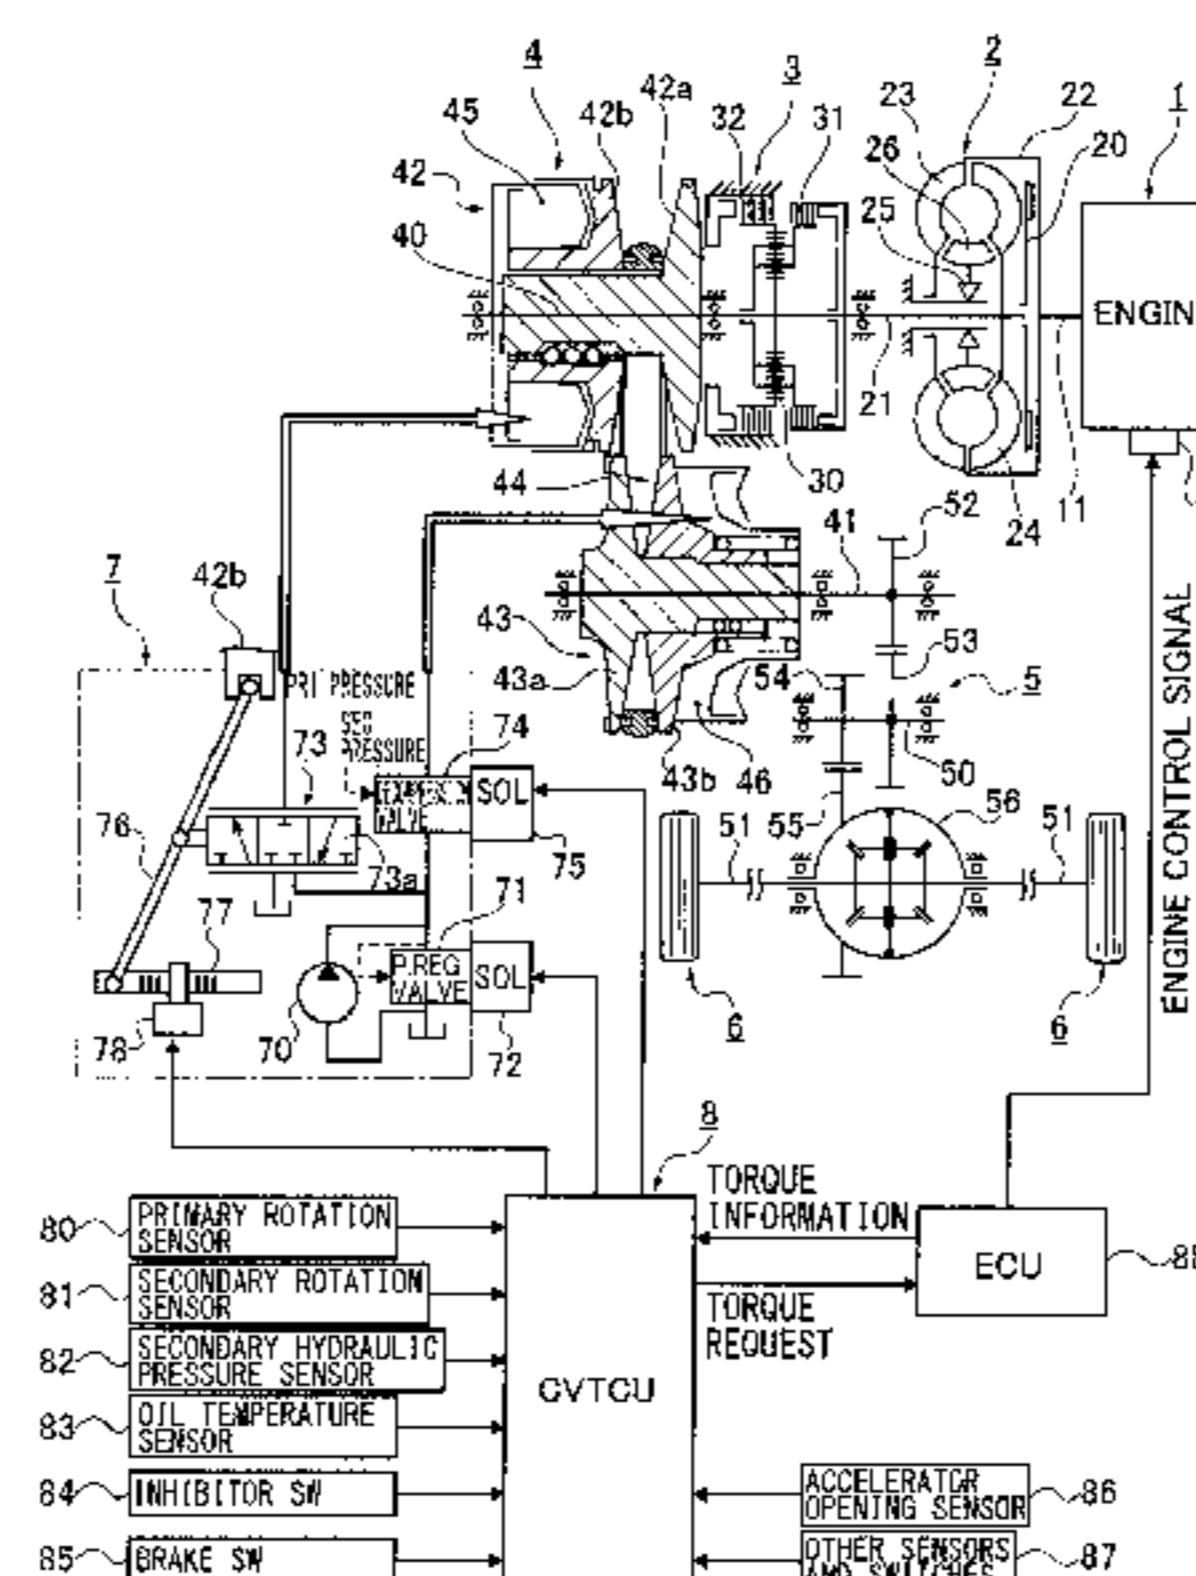 4
3
2
1
45
42b
42a
32
31
23
22
26
20
42
25
40
ENGIN
21
44
30
24
11
52
41
7
42b
43
53
43a
54
5
PRI PRESSURE
SEC
PRESSURE
73
74
SOL
43b
46
50
76
55
56
51
51
75
73a
77
71
P.REG
VALVE
SOL
78
70
72
6
6
ENGINE CONTROL SIGNAL
8
TORQUE
INFORMATION
80
PRIMARY ROTATION
SENSOR
ECU
81
SECONDARY ROTATION
SENSOR
TORQUE
REQUEST
82
SECONDARY HYDRAULIC
PRESSURE SENSOR
CVTCU
83
OIL TEMPERATURE
SENSOR
84
INHIBITOR SW
ACCELERATOR
OPENING SENSOR
86
85
BRAKE SW
OTHER SENSORS
AND SWITCHES
87